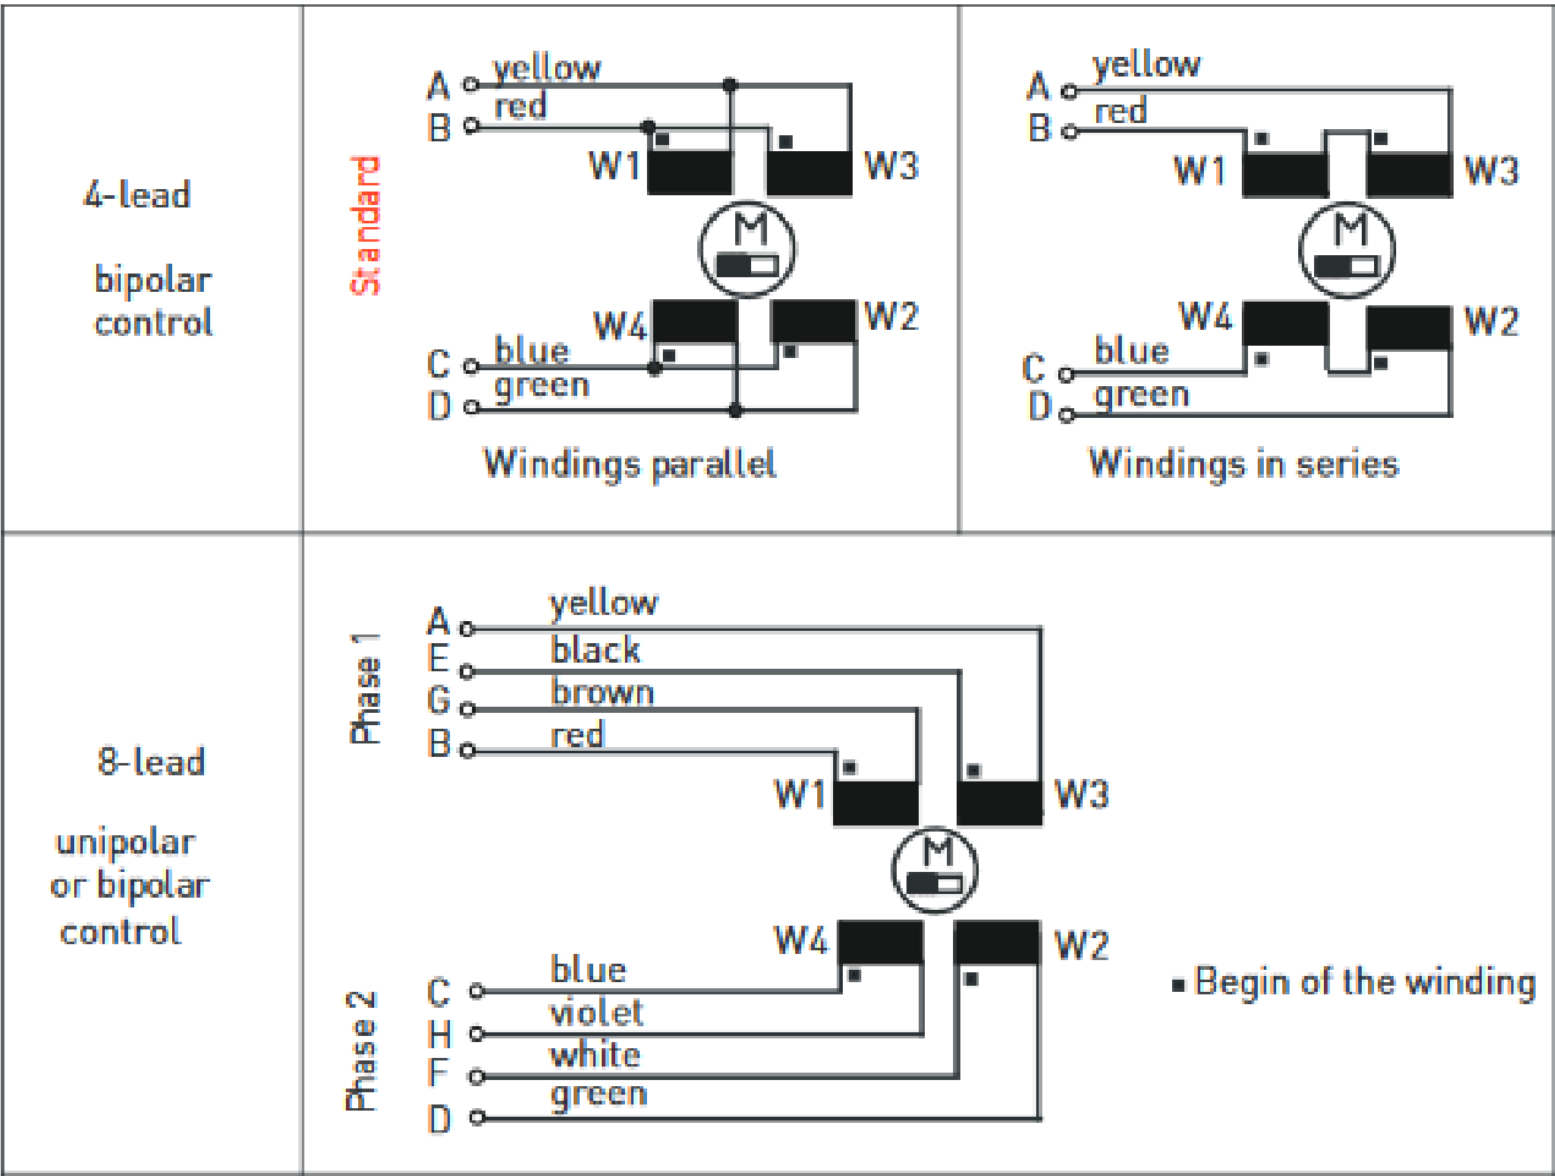 4-lead
bipolar
control
Standard
A yellow
B red
W1 W3
M
W4 W2
C blue
D green
Windings parallel
A yellow
B red
W1 W3
M
W4 W2
C blue
D green
Windings in series
8-lead
unipolar
or bipolar
control
Phase 1
A yellow
E black
G brown
B red
W1 W3
M
W4 W2
Phase 2
C blue
H violet
F white
D green
Begin of the winding